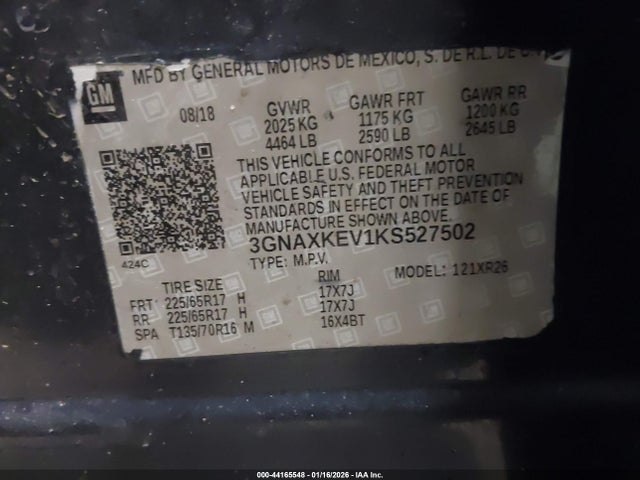 MFD BY GENERAL MOTORS DE MEXICO, S. DE R.L. DE
GM
08/18 GVWR GAWR FRT GAWR RR
2025 KG 1175 KG 1200 KG
4464 LB 2590 LB 2645 LB
THIS VEHICLE CONFORMS TO ALL
APPLICABLE U.S. FEDERAL MOTOR
VEHICLE SAFETY AND THEFT PREVENTION
STANDARDS IN EFFECT ON THE DATE OF
MANUFACTURE SHOWN ABOVE.
3GNAXKEV1KS527502
424C TYPE: M.P.V. MODEL: 121XR26
TIRE SIZE RIM
FRT: 225/65R17 H 17X7J
RR 225/65R17 H 17X7J
SPA T135/70R16 M 16X4BT
000-44165548 - 01/16/2026 - IAA Inc.